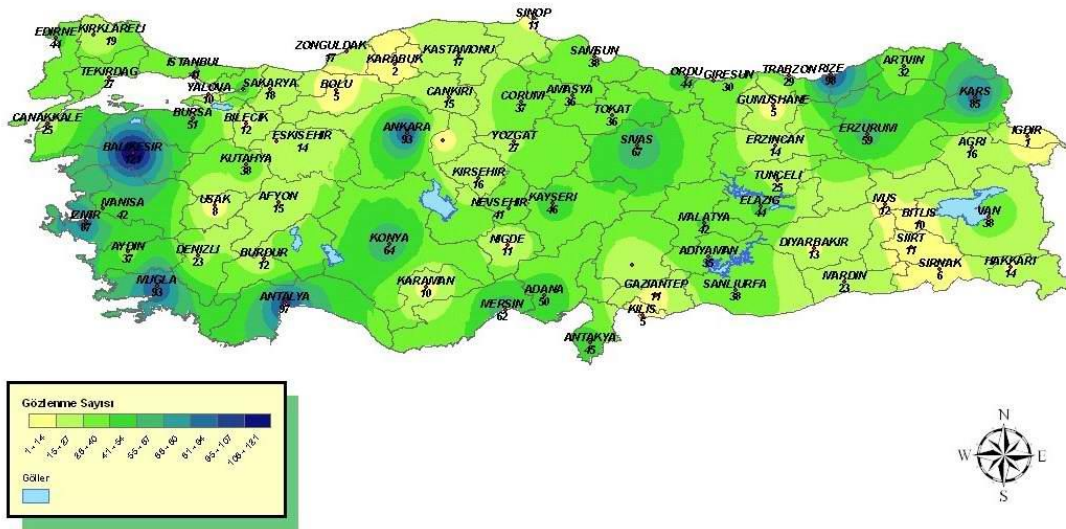 SINOP
11
EDIRNE
44
KIRKLARELI
19
ZONGULDAK
17
KARABUK
2
KASTAMONU
17
SAMSUN
38
ISTANBUL
TEKIRDAG
27
YALOVA
10
SAKARYA
18
BOLU
5
CANKIRI
15
CORUM
37
AMASYA
36
TOKAT
36
ORDU
44
GIRESUN
30
TRABZON
29
RIZE
98
ARTVIN
32
KARS
85
GUMUSHANE
5
CANAKKALE
25
BURSA
51
BILECIK
12
ESKISEHIR
14
ANKARA
93
YOZGAT
27
SIVAS
67
ERZINCAN
14
ERZURUM
59
AGRI
16
IGDIR
1
BALIKESIR
121
KUTAHYA
38
KIRSEHIR
16
TUNCELI
25
MANISA
42
USAK
8
AFYON
15
NEVSEHIR
41
KAYSERI
46
ELAZIG
44
MUS
12
BITLIS
10
VAN
38
IZMIR
87
MALATYA
42
AYDIN
37
DENIZLI
23
BURDUR
12
KONYA
64
NIGDE
11
ADIYAMAN
35
DIYARBAKIR
13
SIIRT
11
SIRNAK
6
HAKKARI
14
MUGLA
93
ANTALYA
97
KARAMAN
10
MERSIN
62
ADANA
50
GAZIANTEP
11
KILIS
5
SANLIURFA
38
MARDIN
23
ANTAKYA
45
Gözlenme Sayısı
1 - 14
15 - 27
28 - 40
41 - 54
55 - 67
68 - 80
81 - 94
95 - 107
108 - 121
Göller
N
W
E
S